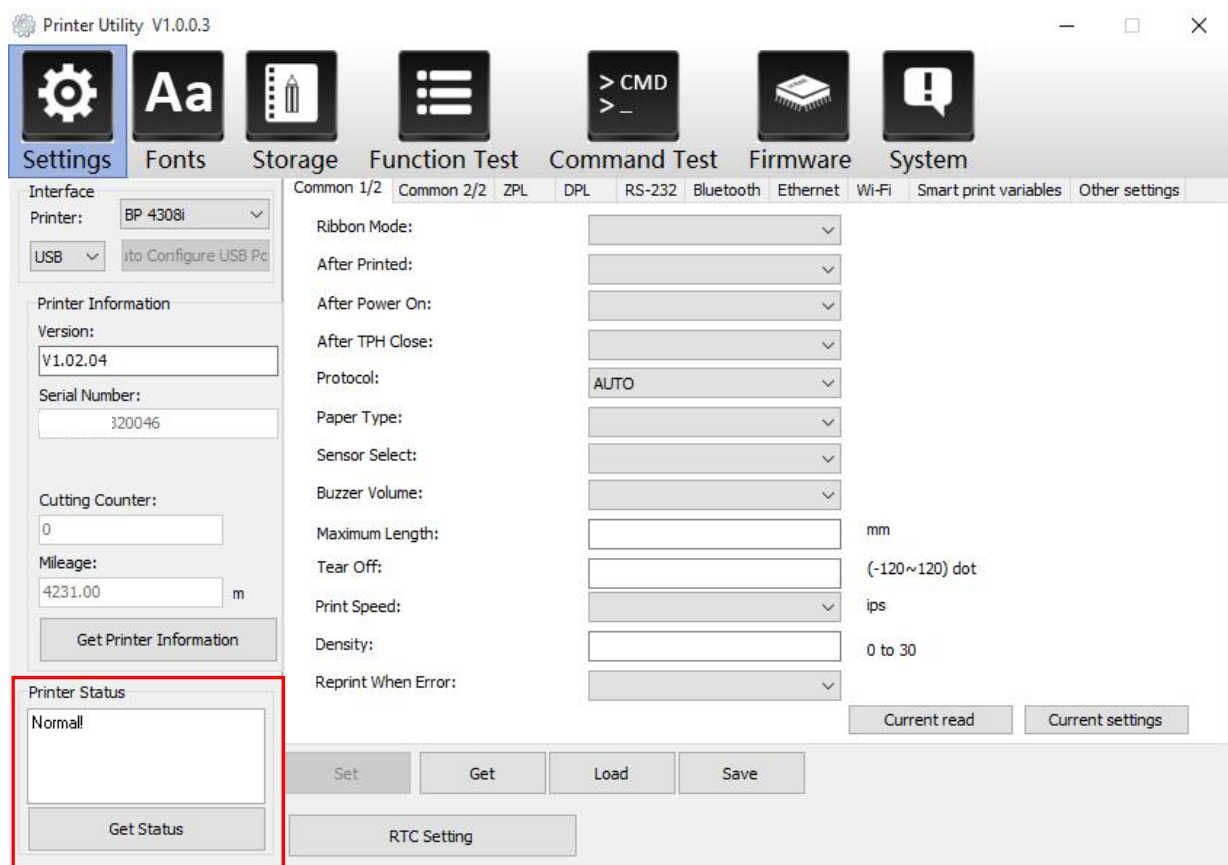 Printer Utility V1.0.0.3
Aa
> CMD
> _
Settings Fonts Storage Function Test Command Test Firmware System
Interface
Printer: BP 4308i
USB uto Configure USB Po
Printer Information
Version:
V1.02.04
Serial Number:
320046
Cutting Counter:
0
Mileage:
4231.00 m
Get Printer Information
Printer Status
Normal!
Get Status
Common 1/2 Common 2/2 ZPL DPL RS-232 Bluetooth Ethernet Wi-Fi Smart print variables Other settings
Ribbon Mode:
After Printed:
After Power On:
After TPH Close:
Protocol: AUTO
Paper Type:
Sensor Select:
Buzzer Volume:
Maximum Length: mm
Tear Off: (-120~120) dot
Print Speed: ips
Density: 0 to 30
Reprint When Error:
Current read Current settings
Set Get Load Save
RTC Setting